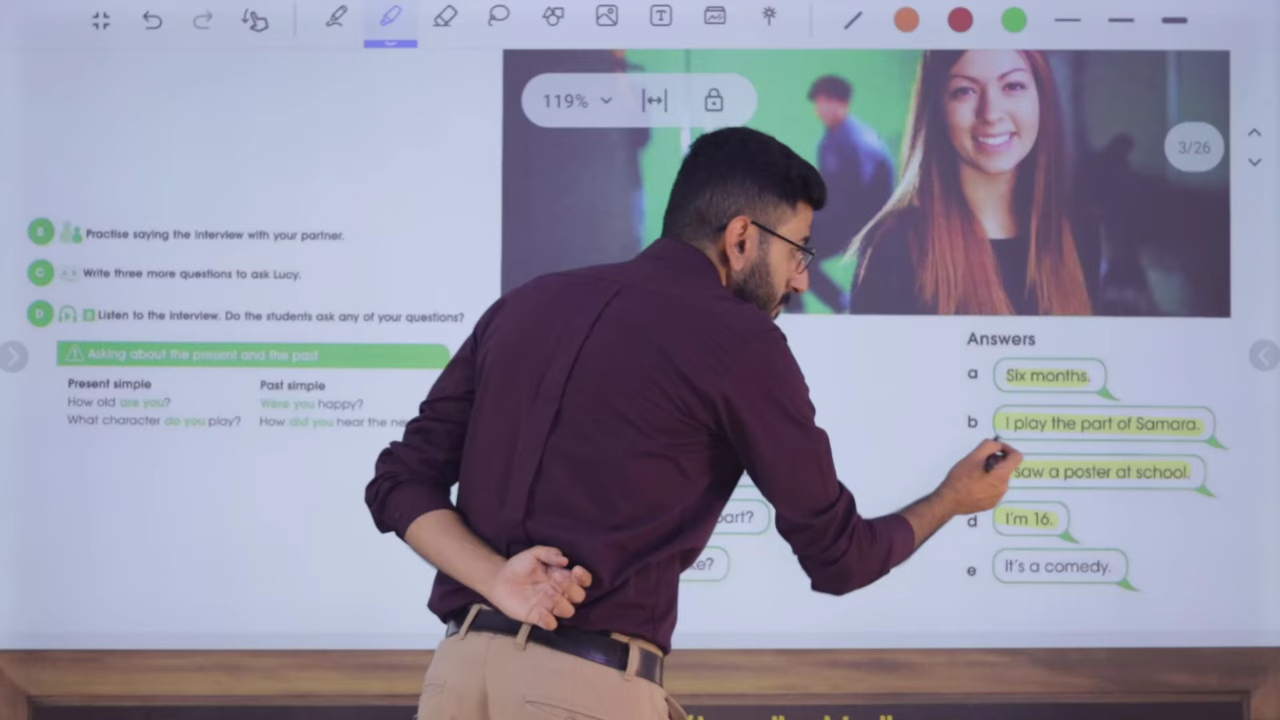 119%
3/26
B Practise saying the interview with your partner.
C Write three more questions to ask Lucy.
D Listen to the interview. Do the students ask any of your questions?
Asking about the present and the past
Present simple
How old are you?
What character do you play?
Past simple
Were you happy?
How did you hear the
part?
Answers
a Six months.
b I play the part of Samara.
saw a poster at school.
d I'm 16.
e It's a comedy.